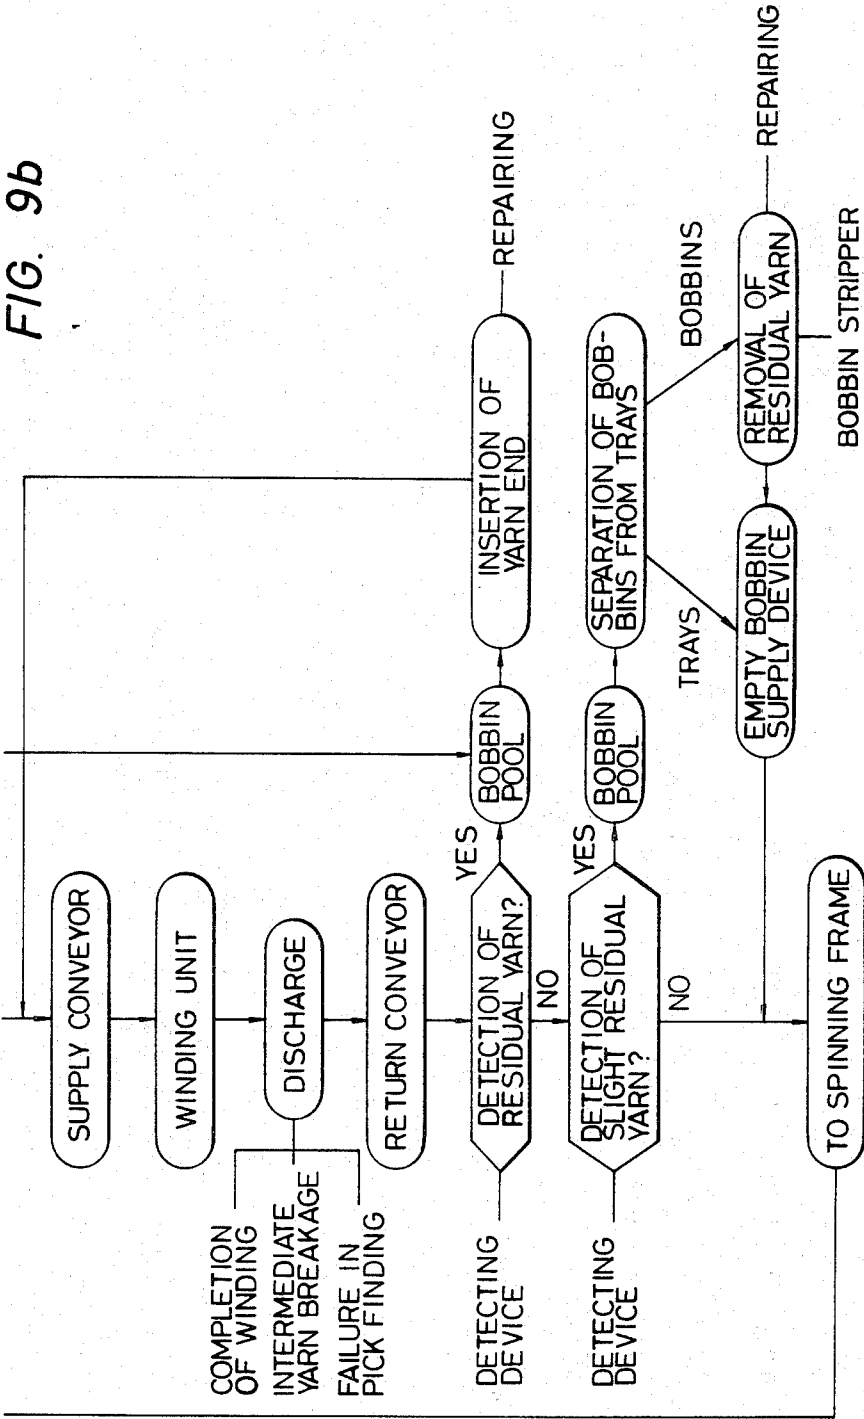 FIG. 9b
SUPPLY CONVEYOR
WINDING UNIT
COMPLETION
OF WINDING
INTERMEDIATE
YARN BREAKAGE
FAILURE IN
PICK FINDING
DISCHARGE
RETURN CONVEYOR
DETECTING
DEVICE
DETECTION OF
RESIDUAL YARN?
YES
BOBBIN
POOL
INSERTION OF
YARN END
REPAIRING
NO
DETECTING
DEVICE
DETECTION OF
SLIGHT RESIDUAL
YARN?
YES
BOBBIN
POOL
SEPARATION OF BOB-
BINS FROM TRAYS
NO
TRAYS
BOBBINS
EMPTY BOBBIN
SUPPLY DEVICE
REMOVAL OF
RESIDUAL YARN
REPAIRING
BOBBIN STRIPPER
TO SPINNING FRAME